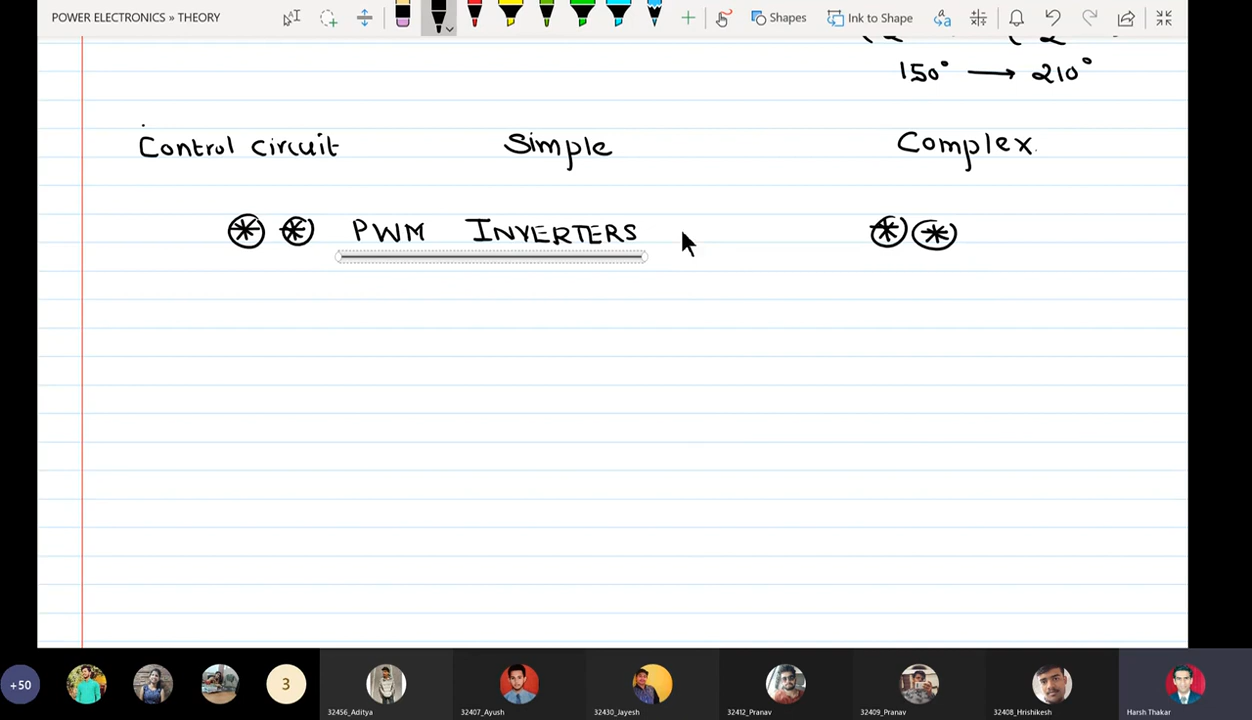 POWER ELECTRONICS » THEORY
Shapes
Ink to Shape
150° → 210°
Control circuit Simple Complex
PWM INVERTERS
+50
3
32456_Aditya
32407_Ayush
32430_Jayesh
32412_Pranav
32409_Pranav
32408_Hrishikesh
Harsh Thakar